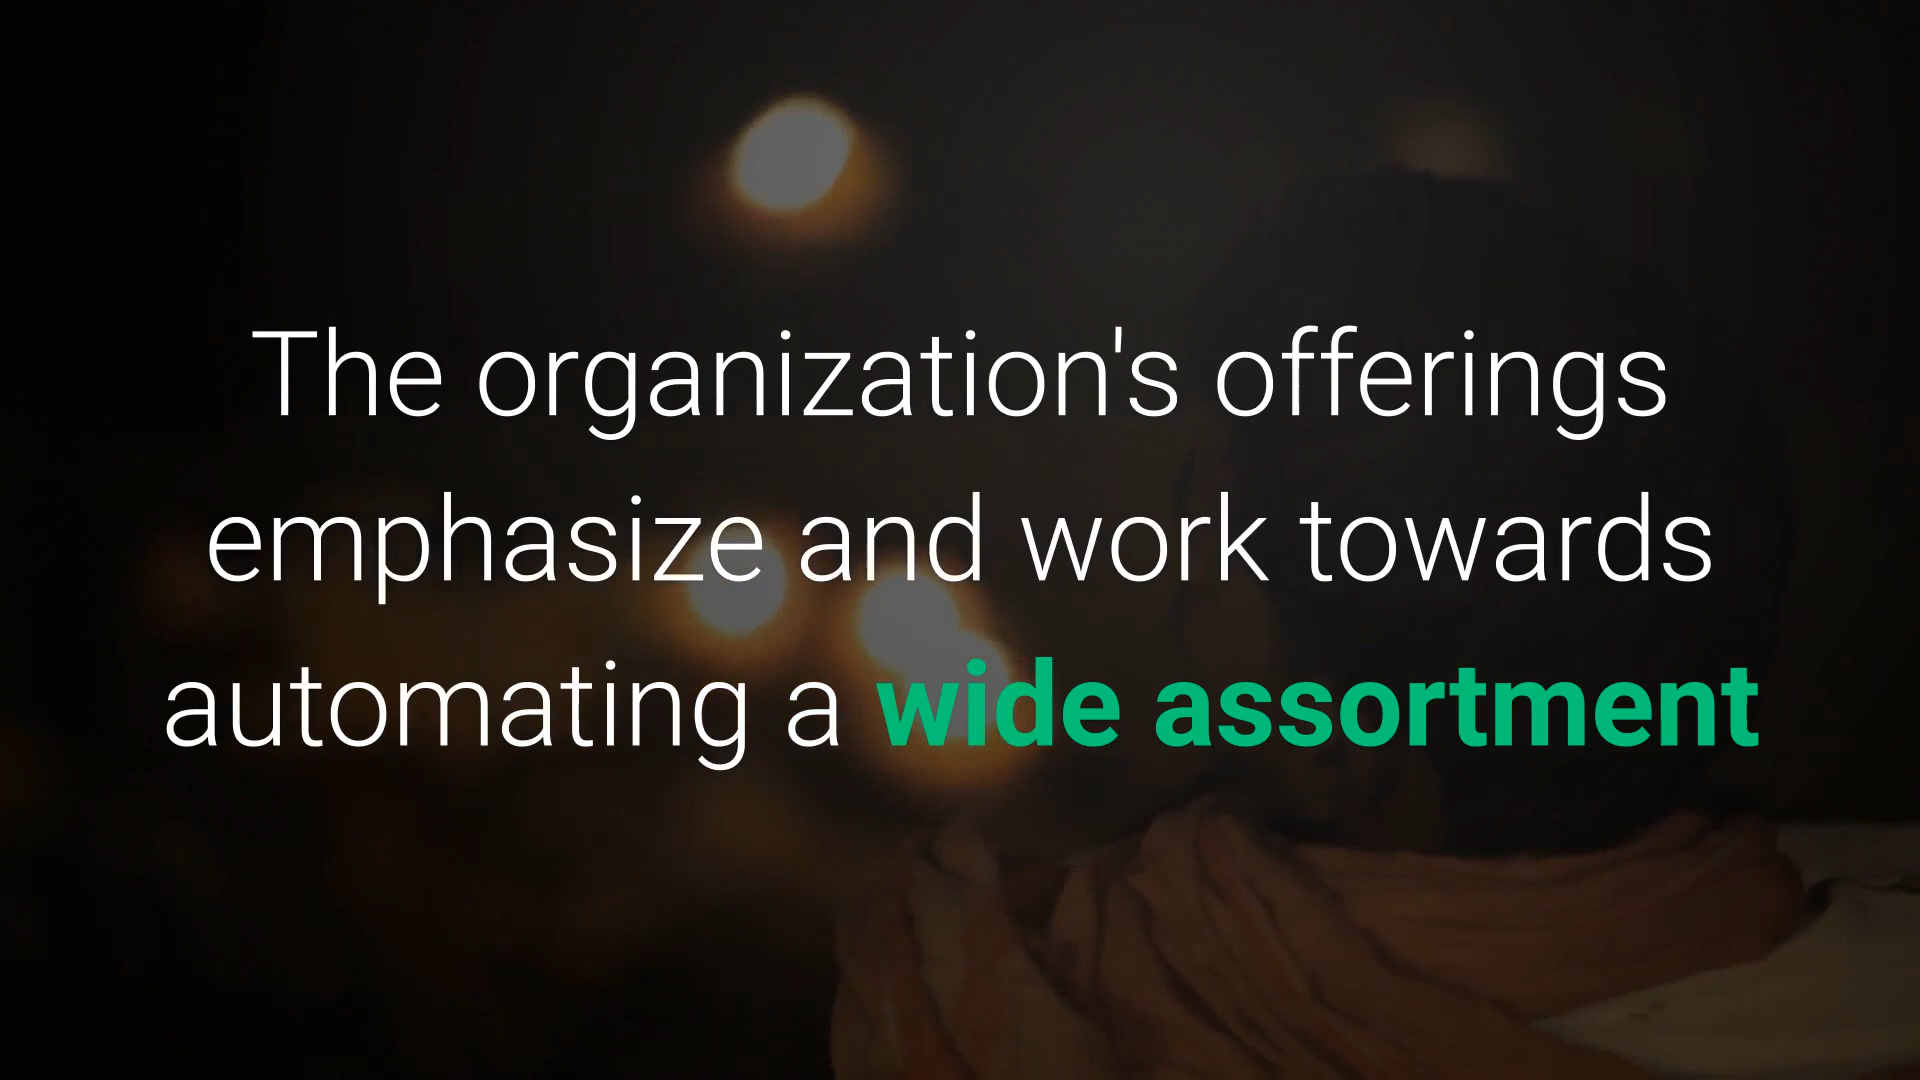 The organization's offerings
emphasize and work towards
automating a wide assortment